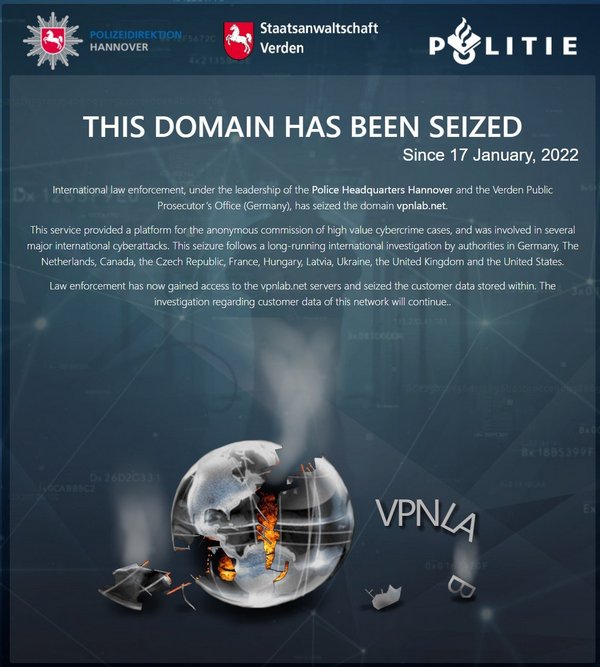 POLIZEIDIREKTION
HANNOVER
Staatsanwaltschaft
Verden
POLITIE
THIS DOMAIN HAS BEEN SEIZED
Since 17 January, 2022
International law enforcement, under the leadership of the Police Headquarters Hannover and the Verden Public
Prosecutor's Office (Germany), has seized the domain vpnlab.net.
This service provided a platform for the anonymous commission of high value cybercrime cases, and was involved in several
major international cyberattacks. This seizure follows a long-running international investigation by authorities in Germany, The
Netherlands, Canada, the Czech Republic, France, Hungary, Latvia, Ukraine, the United Kingdom and the United States.
Law enforcement has now gained access to the vpnlab.net servers and seized the customer data stored within. The
investigation regarding customer data of this network will continue..
VPNLA
B